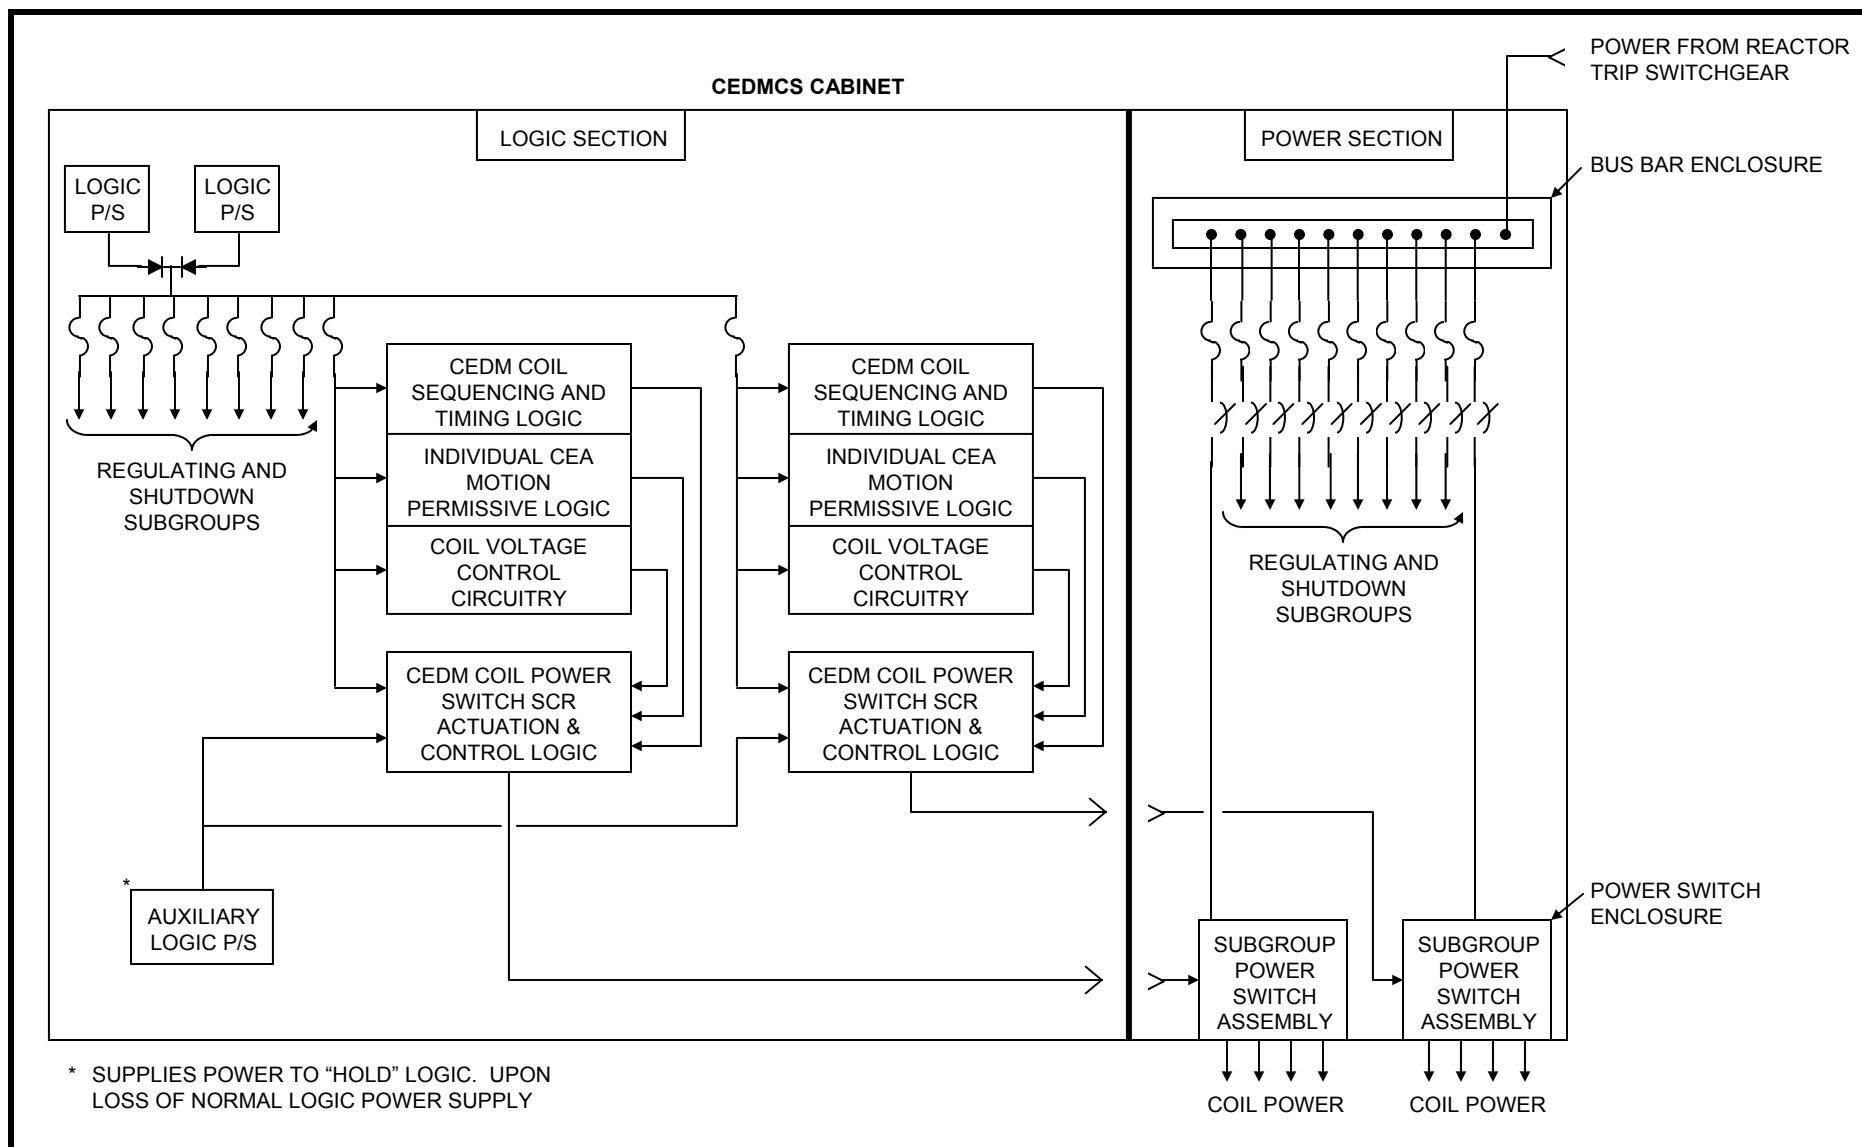 POWER FROM REACTOR
TRIP SWITCHGEAR
CEDMCS CABINET
LOGIC SECTION
POWER SECTION
BUS BAR ENCLOSURE
LOGIC
P/S
LOGIC
P/S
CEDM COIL
SEQUENCING AND
TIMING LOGIC
INDIVIDUAL CEA
MOTION
PERMISSIVE LOGIC
COIL VOLTAGE
CONTROL
CIRCUITRY
CEDM COIL
SEQUENCING AND
TIMING LOGIC
INDIVIDUAL CEA
MOTION
PERMISSIVE LOGIC
COIL VOLTAGE
CONTROL
CIRCUITRY
REGULATING AND
SHUTDOWN
SUBGROUPS
REGULATING AND
SHUTDOWN
SUBGROUPS
CEDM COIL POWER
SWITCH SCR
ACTUATION &
CONTROL LOGIC
CEDM COIL POWER
SWITCH SCR
ACTUATION &
CONTROL LOGIC
*
AUXILIARY
LOGIC P/S
POWER SWITCH
ENCLOSURE
SUBGROUP
POWER
SWITCH
ASSEMBLY
SUBGROUP
POWER
SWITCH
ASSEMBLY
* SUPPLIES POWER TO “HOLD” LOGIC. UPON
LOSS OF NORMAL LOGIC POWER SUPPLY
COIL POWER
COIL POWER